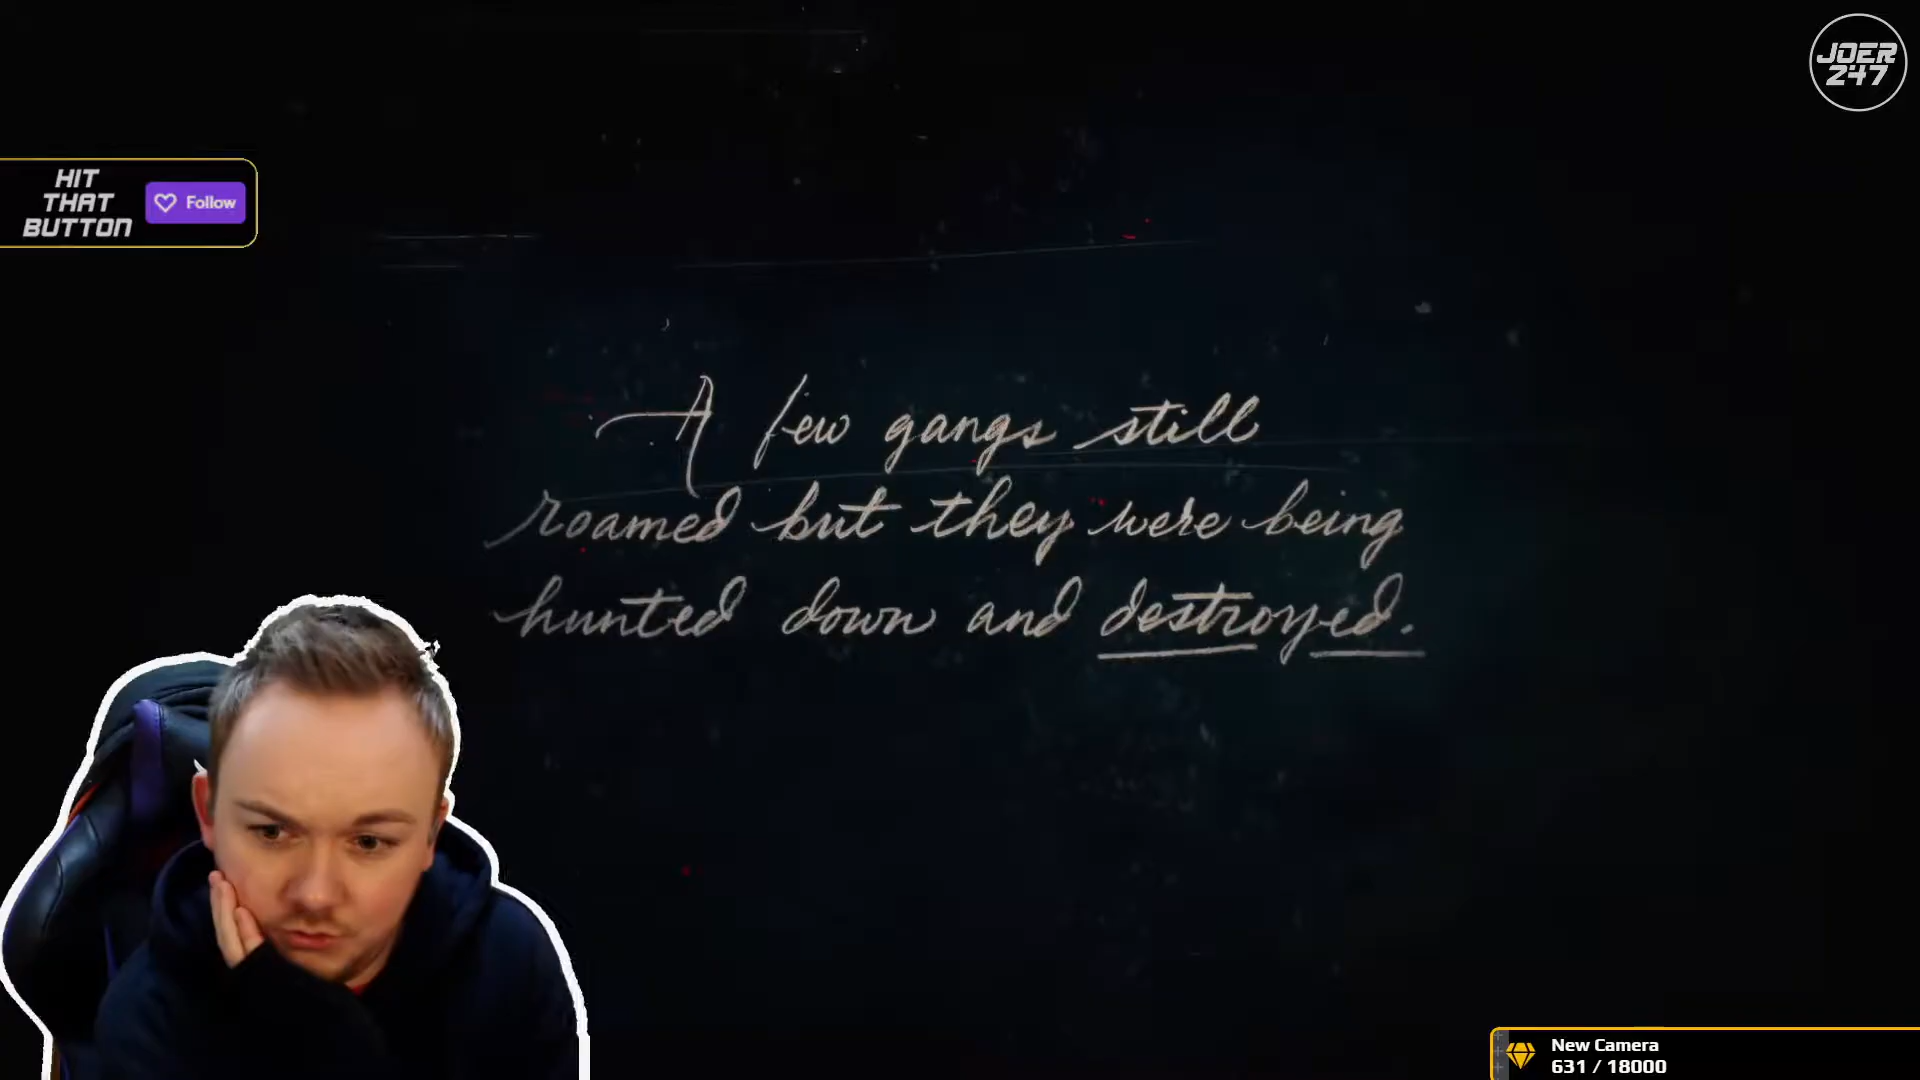 JOER
247
HIT
THAT
BUTTON
Follow
A few gangs still
roamed but they were being
hunted down and destroyed.
New Camera
631 / 18000